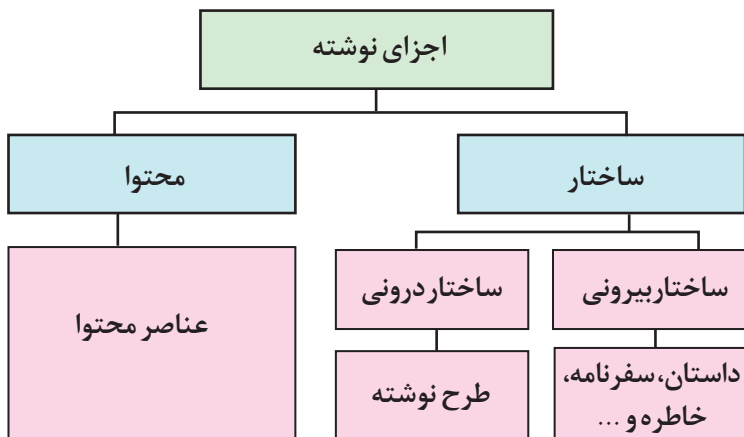 اجزای نوشته
ساختار
محتوا
ساختار بیرونی
ساختار درونی
عناصر محتوا
داستان، سفرنامه،
خاطره و ...
طرح نوشته